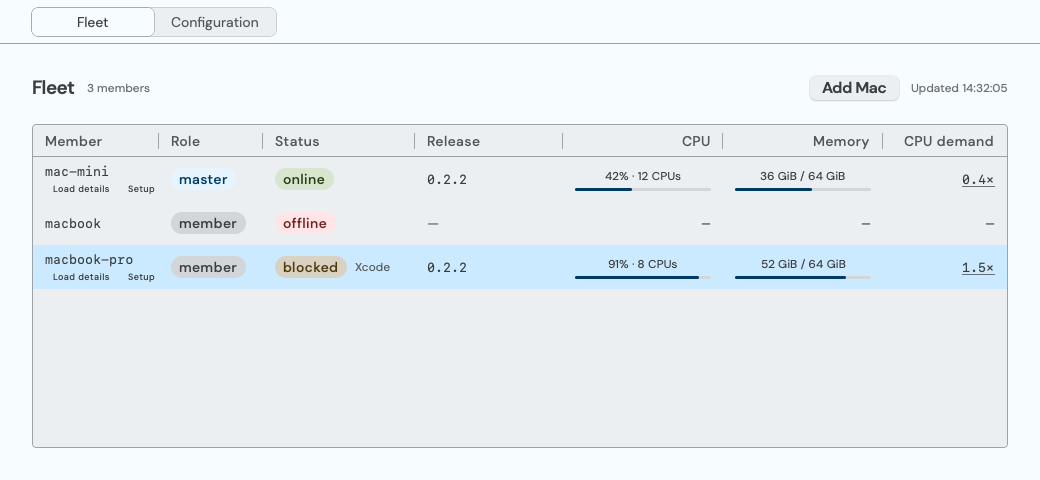 Fleet Configuration
Fleet 3 members Add Mac Updated 14:32:05
Member Role Status Release CPU Memory CPU demand
mac-mini master online 0.2.2 42% · 12 CPUs 36 GiB / 64 GiB 0.4×
Load details Setup
macbook member offline — — — —
macbook-pro member blocked Xcode 0.2.2 91% · 8 CPUs 52 GiB / 64 GiB 1.5×
Load details Setup